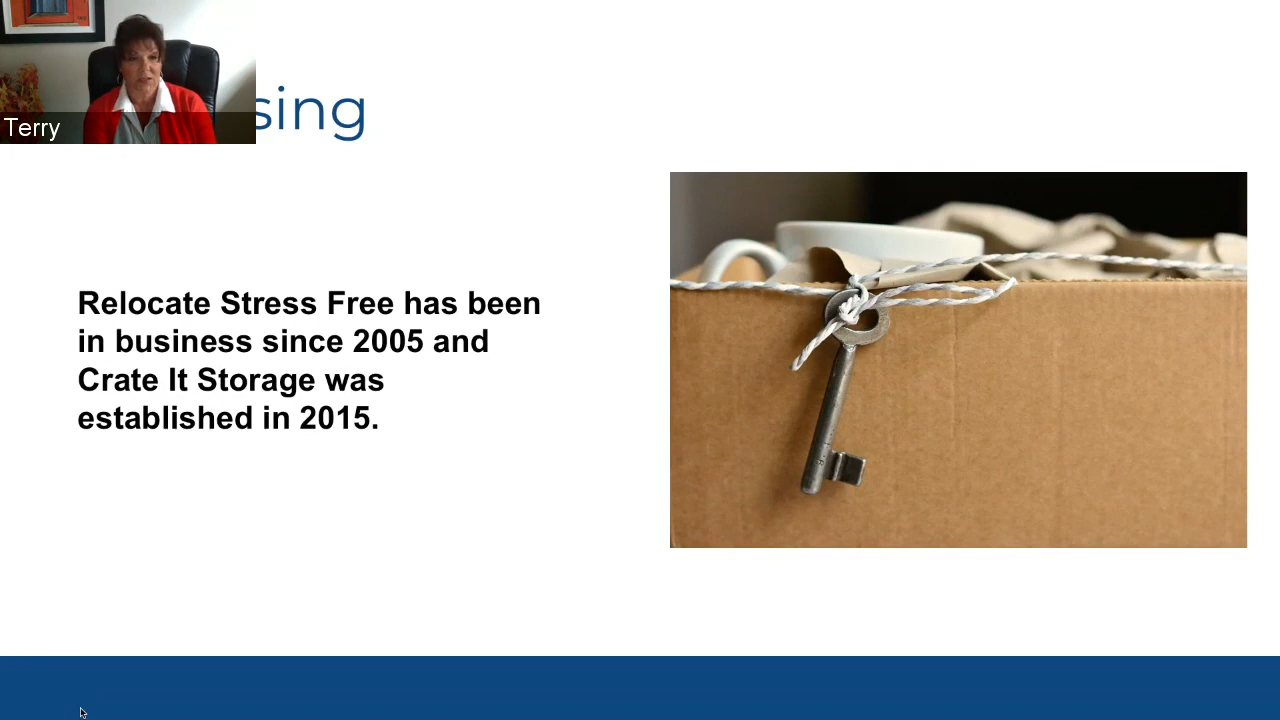 sing
Terry
Relocate Stress Free has been
in business since 2005 and
Crate It Storage was
established in 2015.